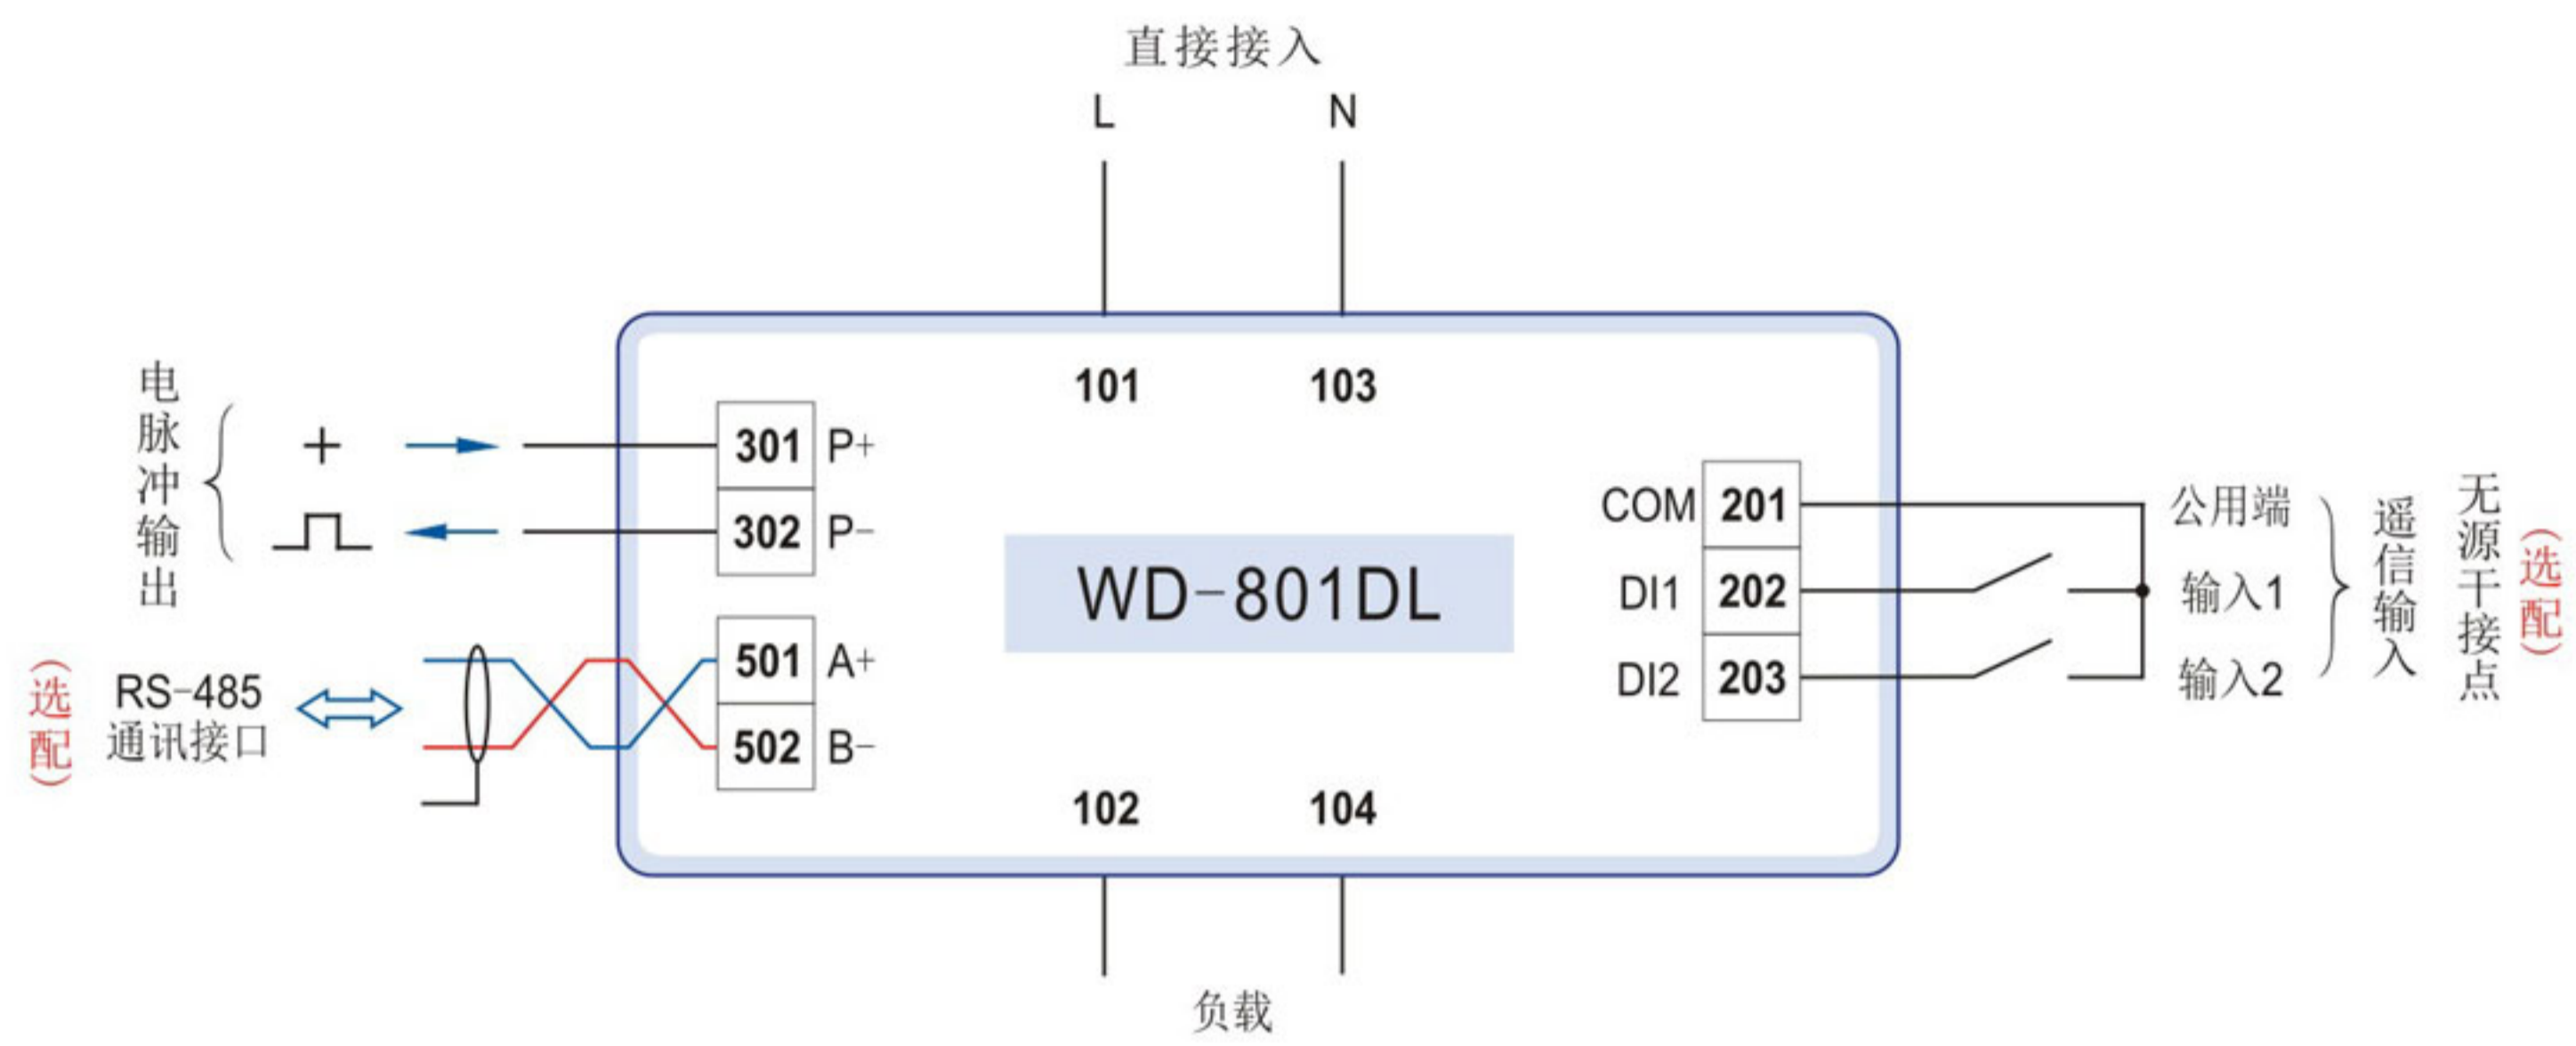 直接接入
L
N
101
103
电脉冲输出
+
301
P+
302
P-
(选配)
RS-485
通讯接口
501
A+
502
B-
WD-801DL
COM
201
公用端
DI1
202
输入1
DI2
203
输入2
遥信输入
无源干接点
(选配)
102
104
负载